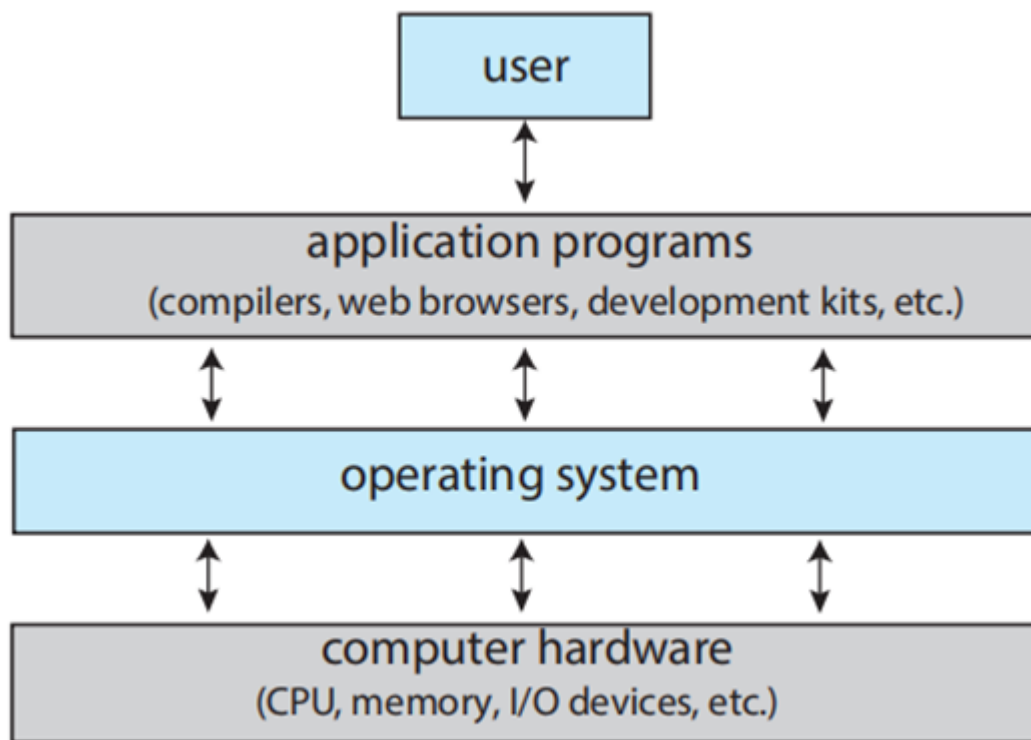 user
application programs
(compilers, web browsers, development kits, etc.)
operating system
computer hardware
(CPU, memory, I/O devices, etc.)